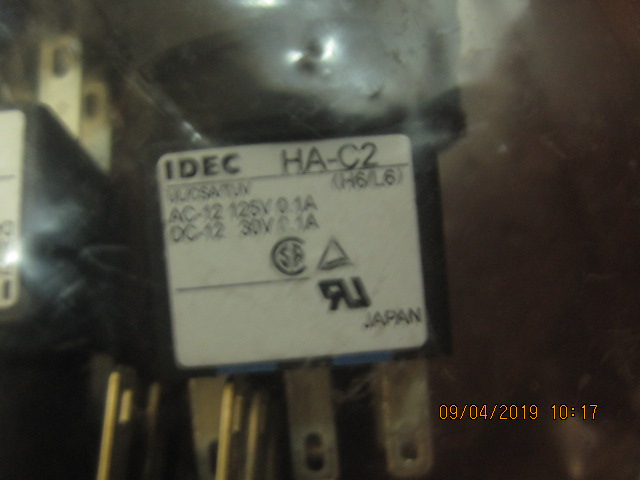 IDEC HA-C2
(H6/L6)
UL/CSA/TUV
AC-12 125V 0.1A
DC-12 30V 0.1A
JAPAN
09/04/2019 10:17